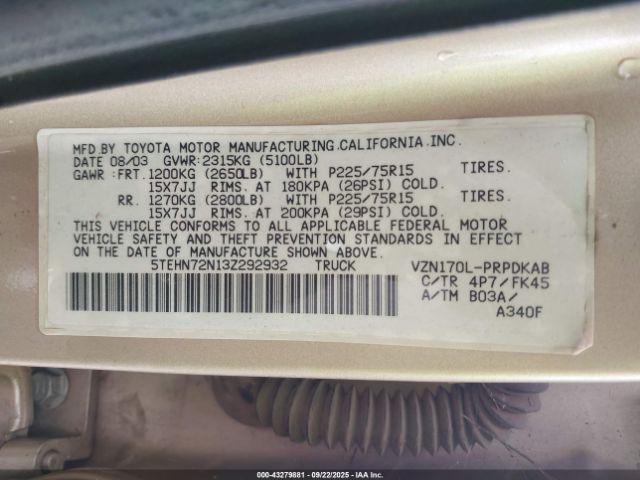 MFD.BY TOYOTA MOTOR MANUFACTURING.CALIFORNIA.INC.
DATE 08/03 GVWR:2315KG (5100LB)
GAWR :FRT.1200KG (2650LB) WITH P225/75R15 TIRES.
15X7JJ RIMS. AT 180KPA (26PSI) COLD.
RR. 1270KG (2800LB) WITH P225/75R15 TIRES.
15X7JJ RIMS. AT 200KPA (29PSI) COLD.
THIS VEHICLE CONFORMS TO ALL APPLICABLE FEDERAL MOTOR
VEHICLE SAFETY AND THEFT PREVENTION STANDARDS IN EFFECT
ON THE DATE OF MANUFACTURE SHOWN ABOVE.
5TEHN72N13Z292932 TRUCK VZN170L-PRPDKAB
C/TR 4P7/FK45
A/TM B03A/
A340F
00-43279881 - 09/22/2025 - IAA Inc.